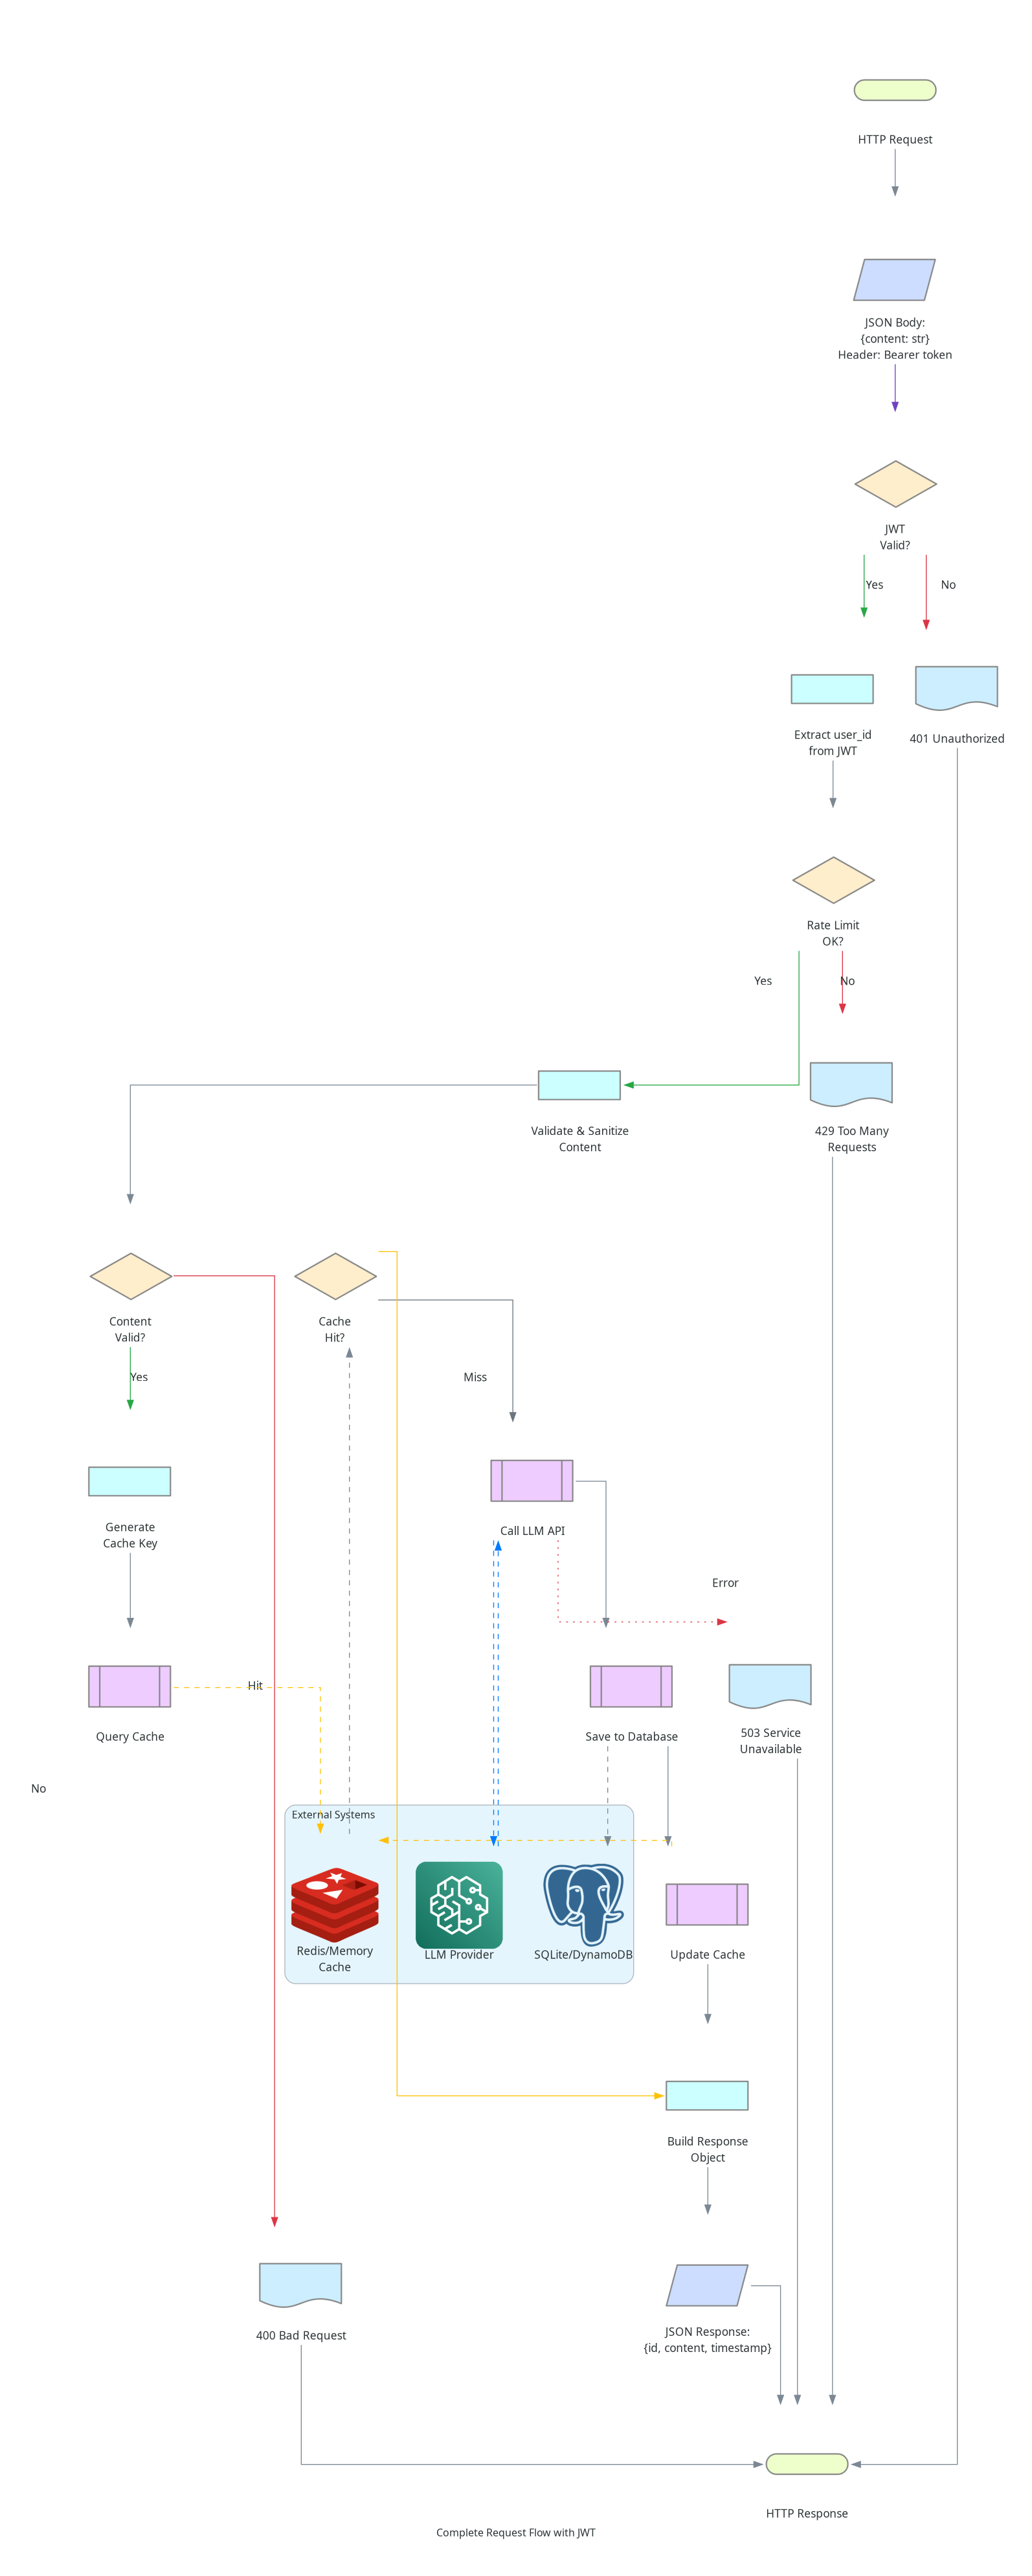 HTTP Request
JSON Body:
{content: str}
Header: Bearer token
JWT
Valid?
Yes
No
Extract user_id
from JWT
401 Unauthorized
Rate Limit
OK?
Yes
No
Validate & Sanitize
Content
429 Too Many
Requests
Content
Valid?
Cache
Hit?
Yes
Miss
Generate
Cache Key
Call LLM API
Error
Hit
Query Cache
Save to Database
503 Service
Unavailable
No
External Systems
Redis/Memory
Cache
LLM Provider
SQLite/DynamoDB
Update Cache
Build Response
Object
400 Bad Request
JSON Response:
{id, content, timestamp}
HTTP Response
Complete Request Flow with JWT